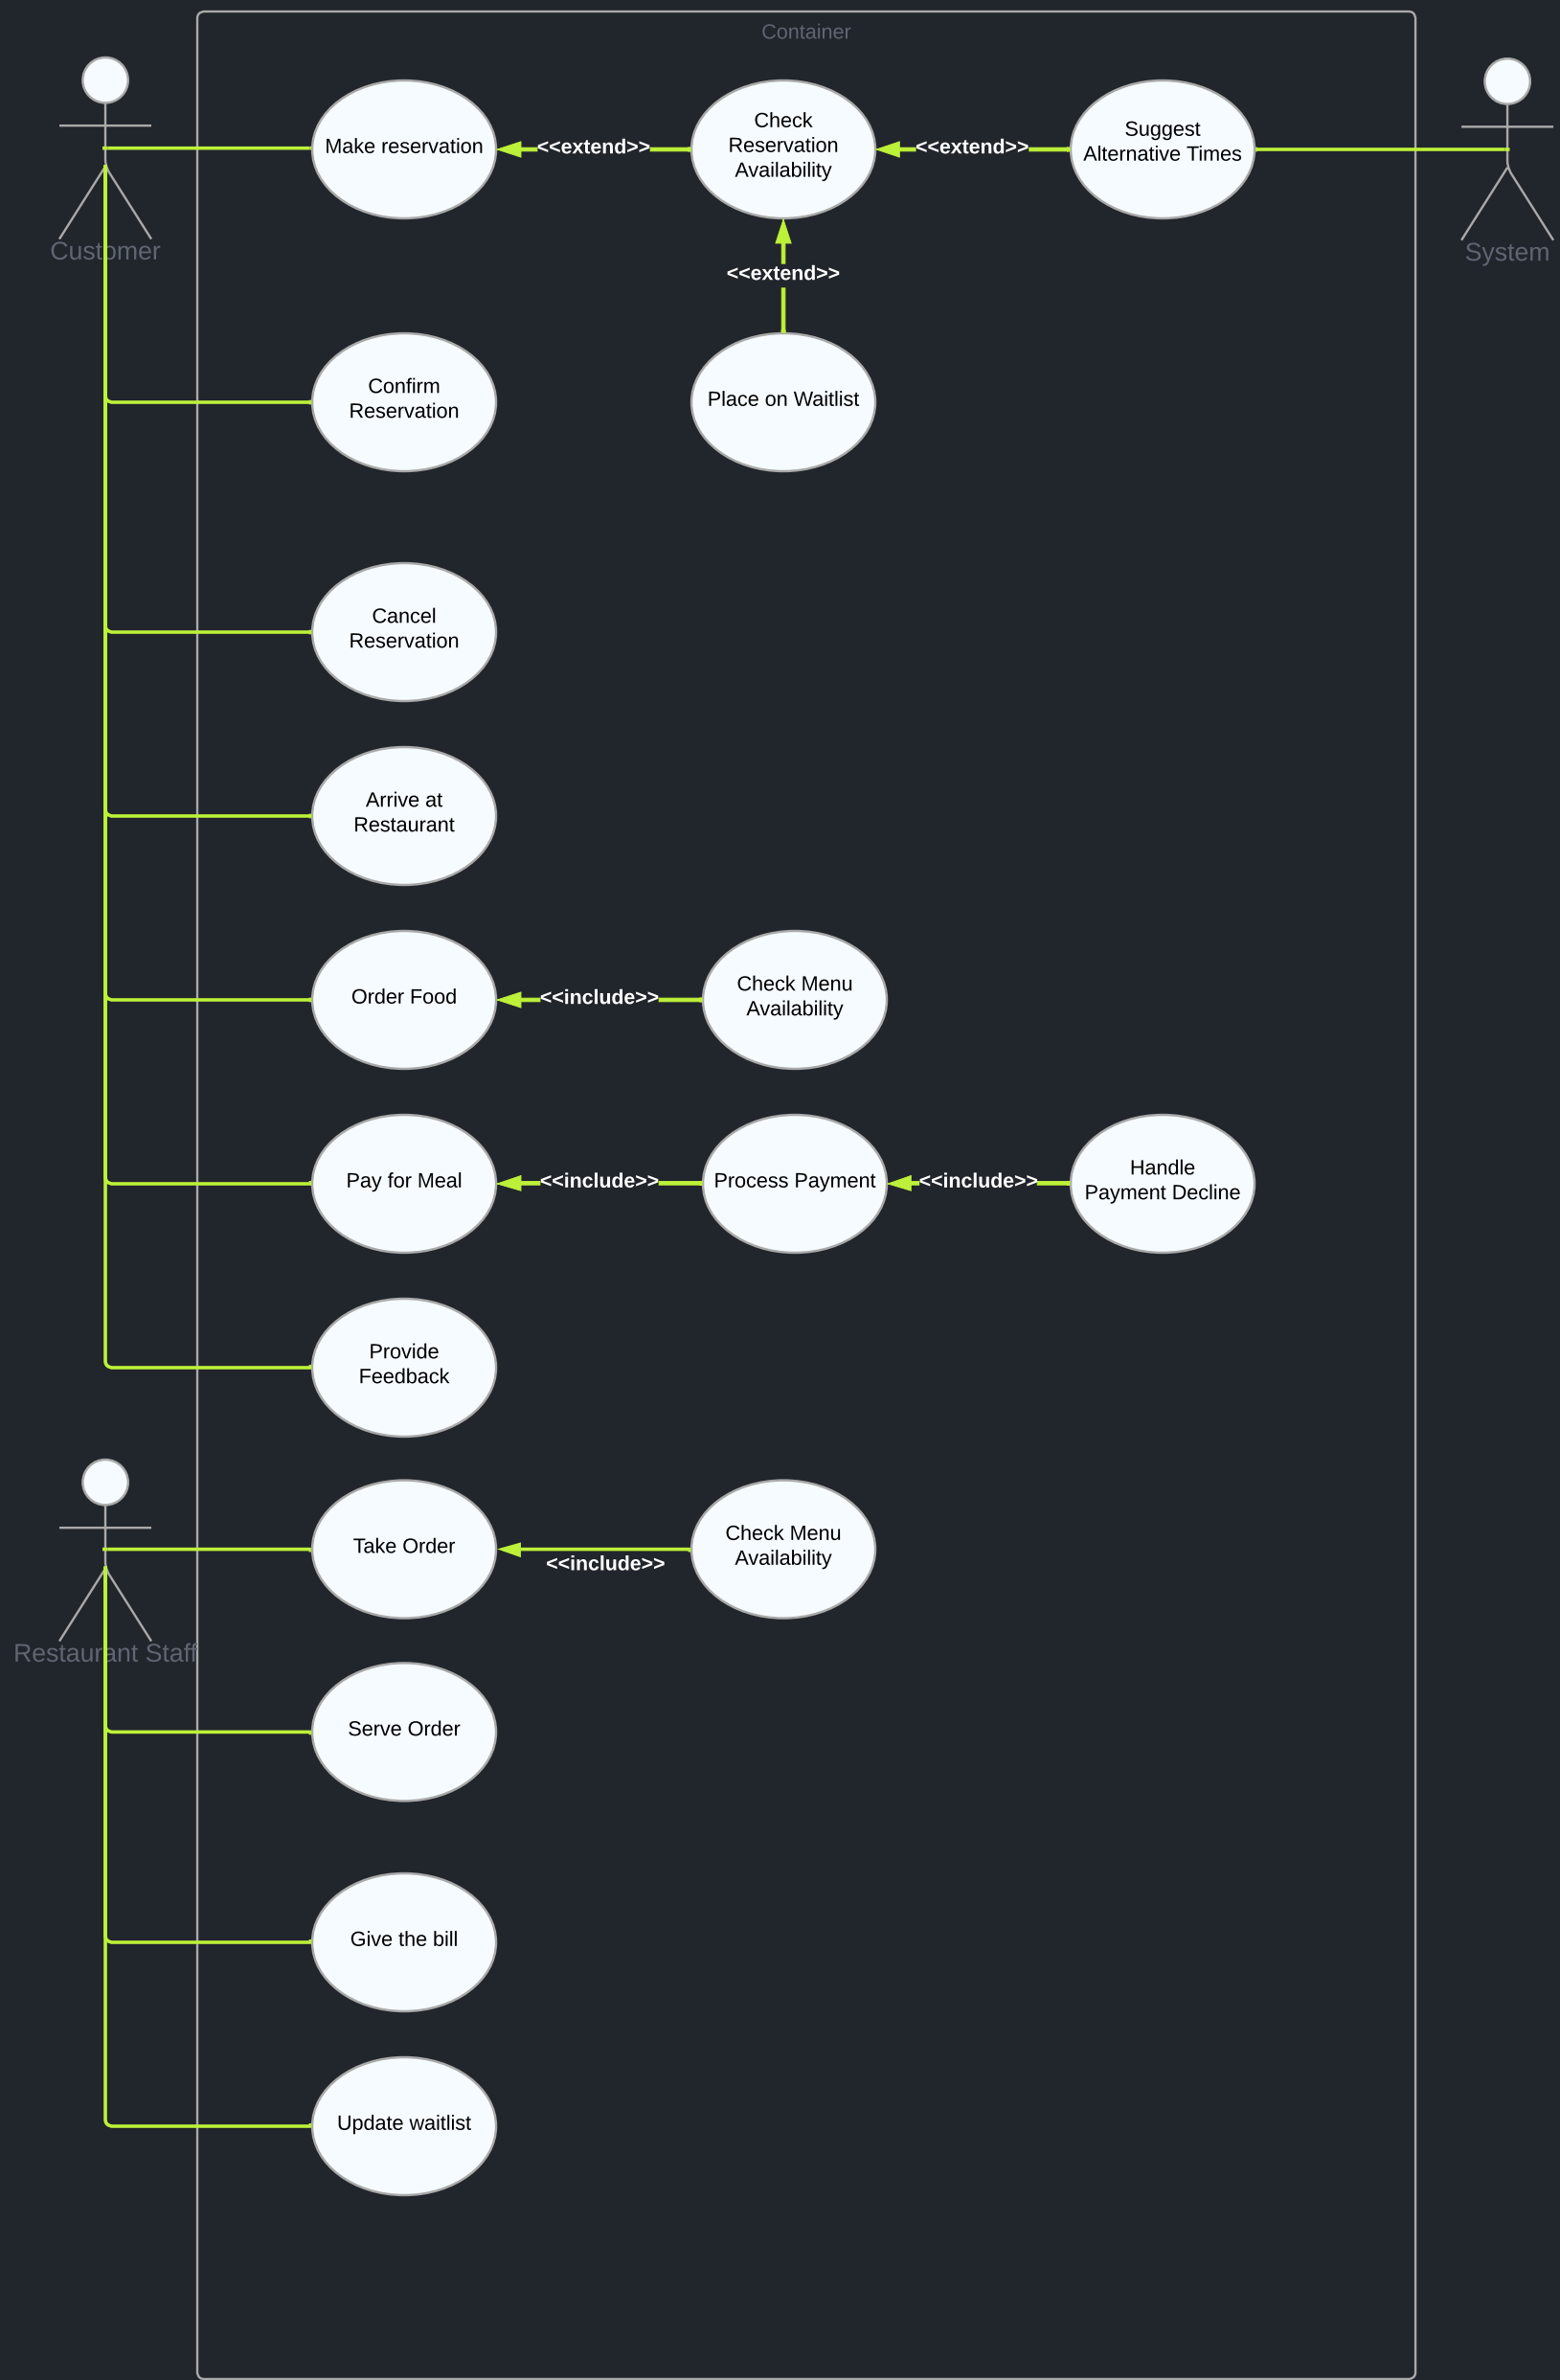 Container
Customer
System
Make reservation
<<extend>>
Check
Reservation
Availability
<<extend>>
Suggest
Alternative Times
<<extend>>
Confirm
Reservation
Place on Waitlist
Cancel
Reservation
Arrive at
Restaurant
Order Food
<<include>>
Check Menu
Availability
Pay for Meal
<<include>>
Process Payment
<<include>>
Handle
Payment Decline
Provide
Feedback
Restaurant Staff
Take Order
<<include>>
Check Menu
Availability
Serve Order
Give the bill
Update waitlist